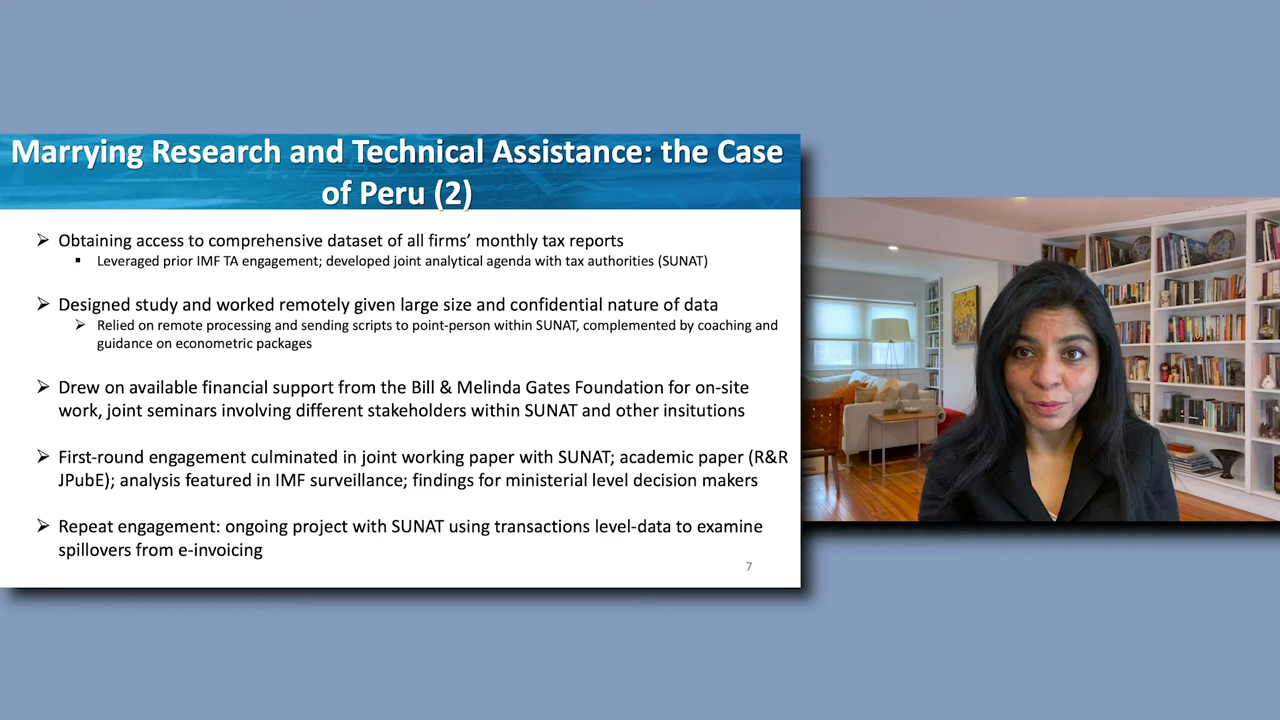 Marrying Research and Technical Assistance: the Case
of Peru (2)
➢ Obtaining access to comprehensive dataset of all firms’ monthly tax reports
▪ Leveraged prior IMF TA engagement; developed joint analytical agenda with tax authorities (SUNAT)
➢ Designed study and worked remotely given large size and confidential nature of data
➢ Relied on remote processing and sending scripts to point-person within SUNAT, complemented by coaching and
guidance on econometric packages
➢ Drew on available financial support from the Bill & Melinda Gates Foundation for on-site
work, joint seminars involving different stakeholders within SUNAT and other insitutions
➢ First-round engagement culminated in joint working paper with SUNAT; academic paper (R&R
JPubE); analysis featured in IMF surveillance; findings for ministerial level decision makers
➢ Repeat engagement: ongoing project with SUNAT using transactions level-data to examine
spillovers from e-invoicing
7